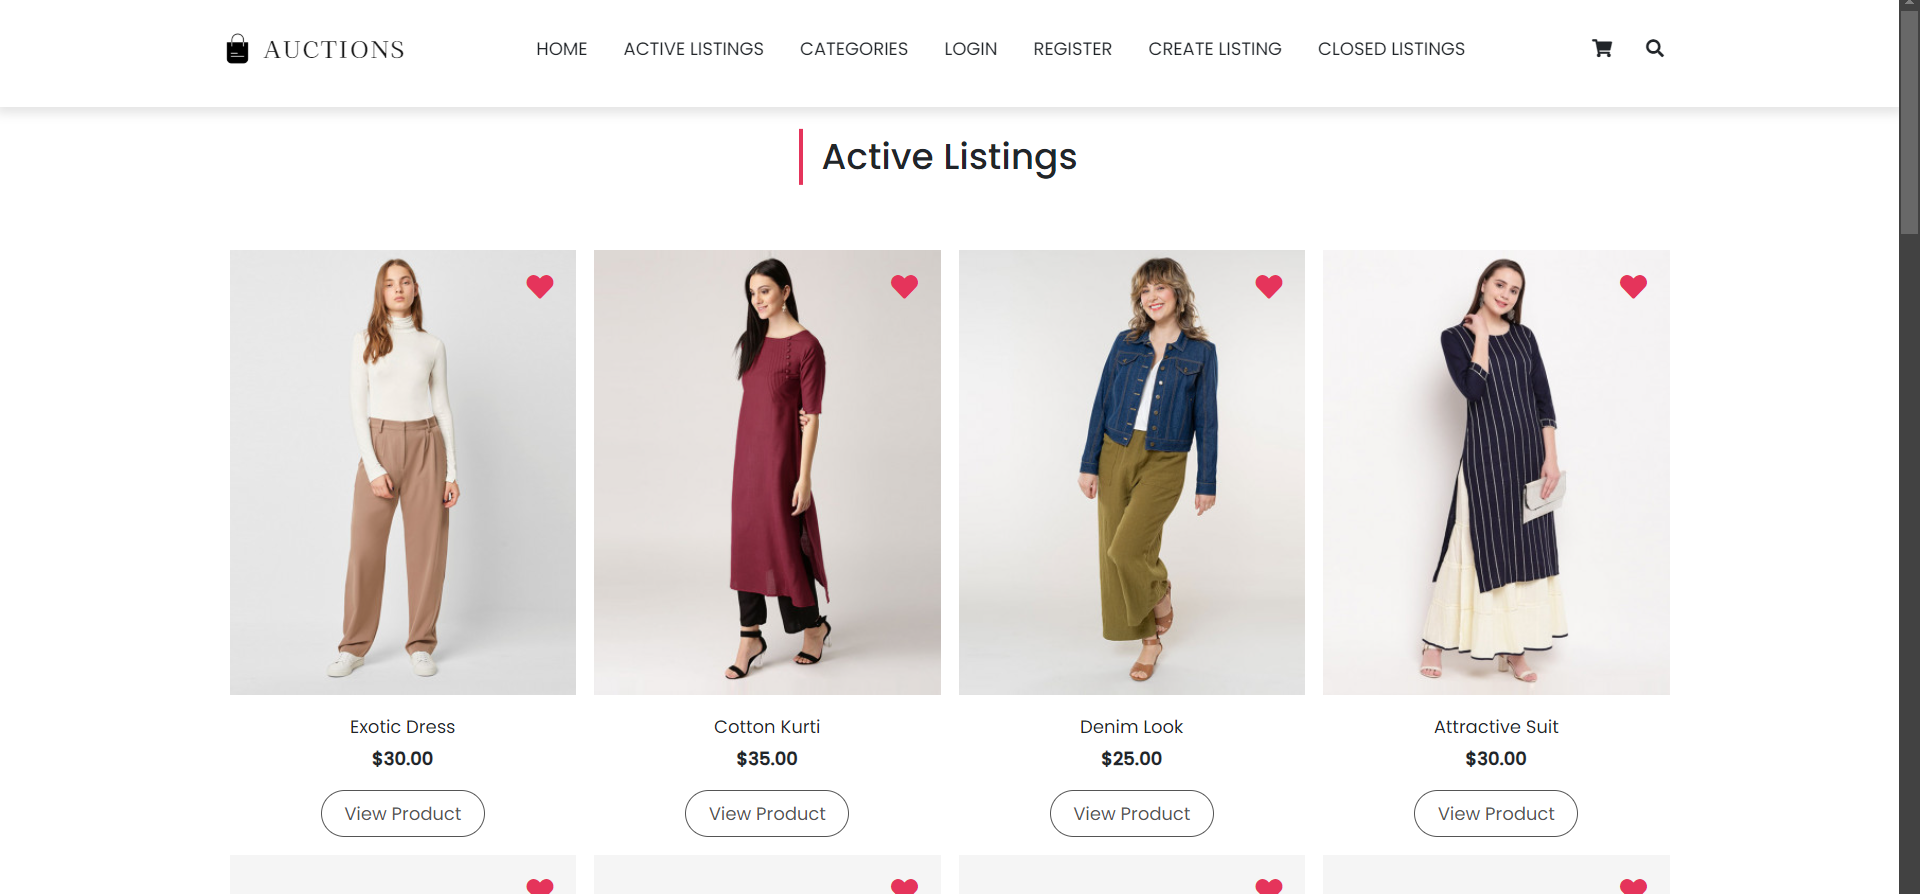 AUCTIONS
HOME ACTIVE LISTINGS CATEGORIES LOGIN REGISTER CREATE LISTING CLOSED LISTINGS
Active Listings
Exotic Dress
$30.00
View Product
Cotton Kurti
$35.00
View Product
Denim Look
$25.00
View Product
Attractive Suit
$30.00
View Product